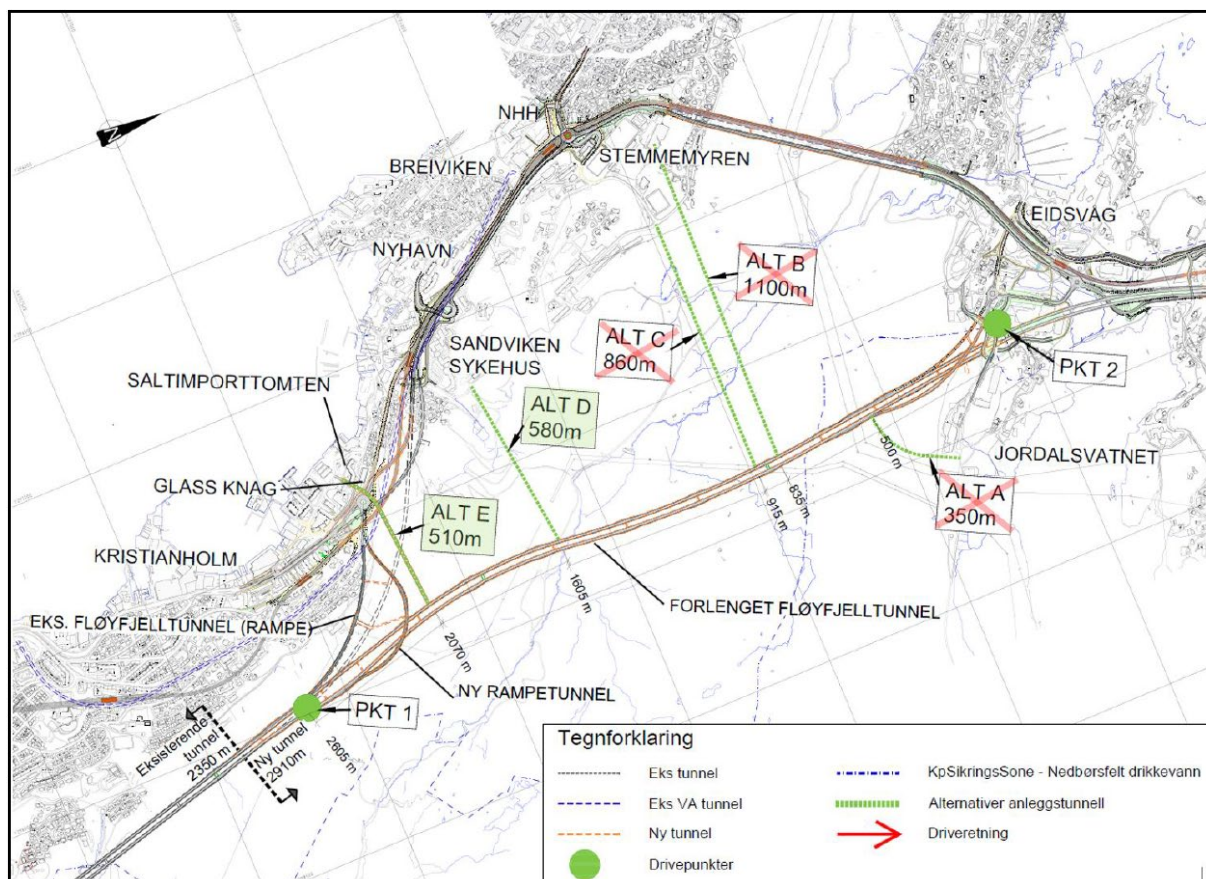 N
NHH
STEMMEMYREN
BREIVIKEN
NYHAVN
EIDSVÅG
ALT B
1100m
ALT C
860m
PKT 2
SANDVIKEN
SYKEHUS
SALTIMPORTTOMTEN
ALT D
580m
JORDALSVATNET
500 m
ALT A
350m
835 m
915 m
GLASS KNAG
ALT E
510m
KRISTIANHOLM
1605 m
FORLENGET FLØYFJELLTUNNEL
EKS. FLØYFJELLTUNNEL (RAMPE)
2070 m
NY RAMPETUNNEL
PKT 1
Eksisterende
tunnel
2350 m
Ny tunnel
2910m
2605 m
Tegnforklaring
Eks tunnel
Eks VA tunnel
Ny tunnel
Drivepunkter
KpSikringsSone - Nedbørsfelt drikkevann
Alternativer anleggstunnell
Driveretning